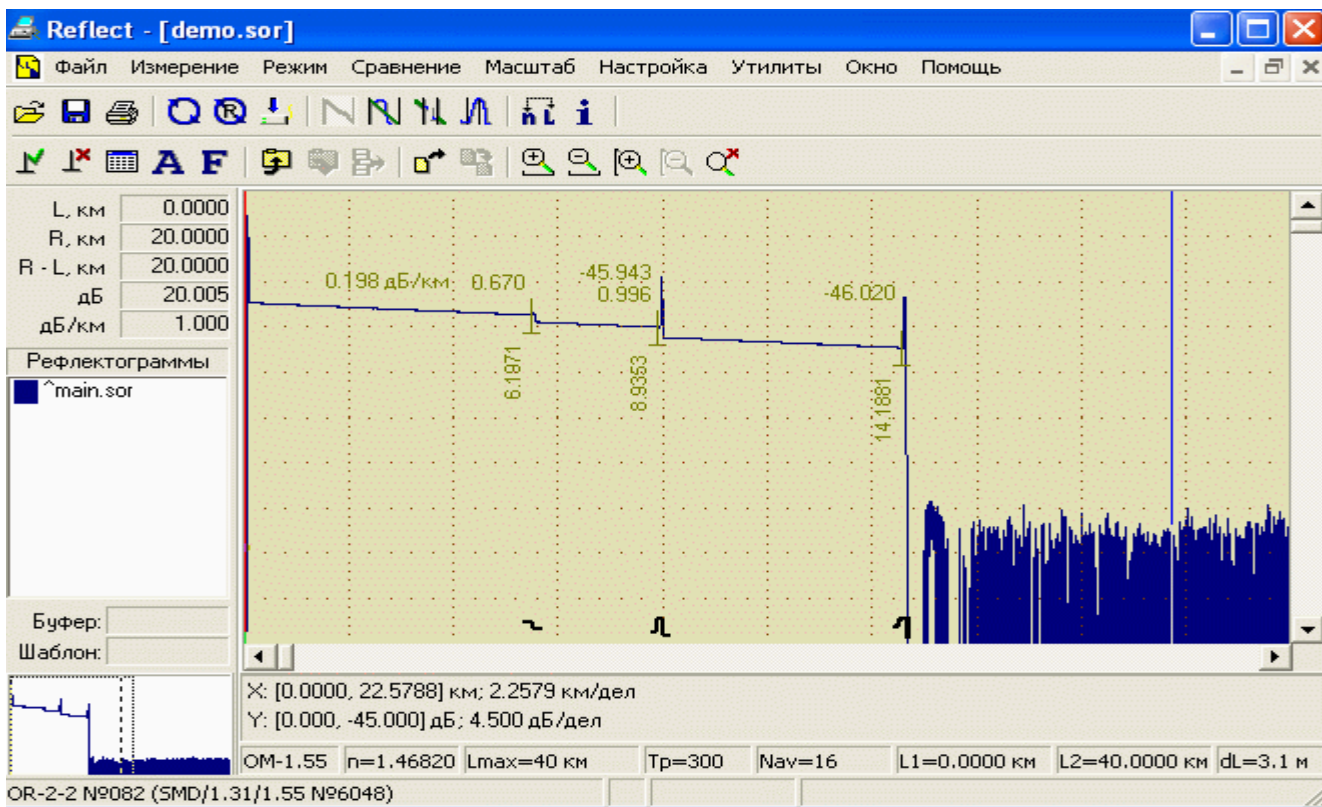 Reflect - [demo.sor]
Файл Измерение Режим Сравнение Масштаб Настройка Утилиты Окно Помощь
A F
L, км 0.0000
R, км 20.0000
R - L, км 20.0000
дБ 20.005
дБ/км 1.000
Рефлектограммы
^main.sor
0.198 дБ/км
0.670
-45.943
0.996
-46.020
6.1971
8.9353
14.1881
Буфер:
Шаблон:
X: [0.0000, 22.5788] км; 2.2579 км/дел
Y: [0.000, -45.000] дБ; 4.500 дБ/дел
OM-1.55 n=1.46820 Lmax=40 км Tp=300 Nav=16 L1=0.0000 км L2=40.0000 км dL=3.1 м
OR-2-2 №082 (SMD/1.31/1.55 №6048)